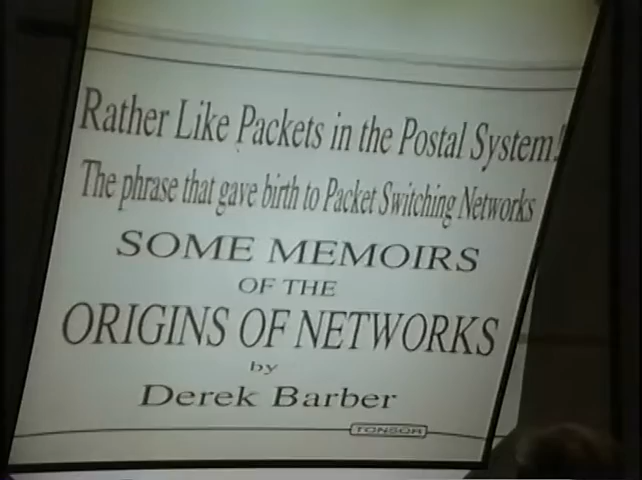 Rather Like Packets in the Postal System!
The phrase that gave birth to Packet Switching Networks
SOME MEMOIRS
OF THE
ORIGINS OF NETWORKS
by
Derek Barber
TONSOR